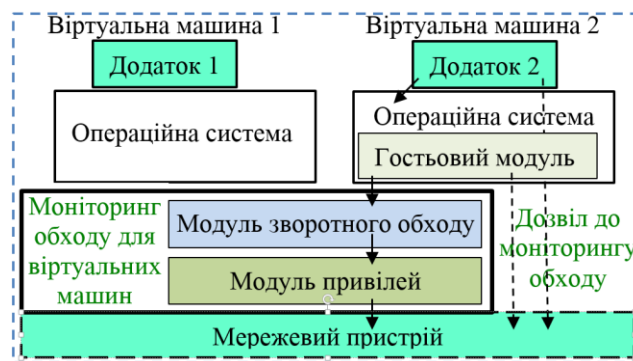 Віртуальна машина 1
Віртуальна машина 2
Додаток 1
Додаток 2
Операційна система
Операційна система
Гостьовий модуль
Моніторинг
обходу для
віртуальних
машин
Модуль зворотного обходу
Модуль привілей
Дозвіл до
моніторингу
обходу
Мережевий пристрій